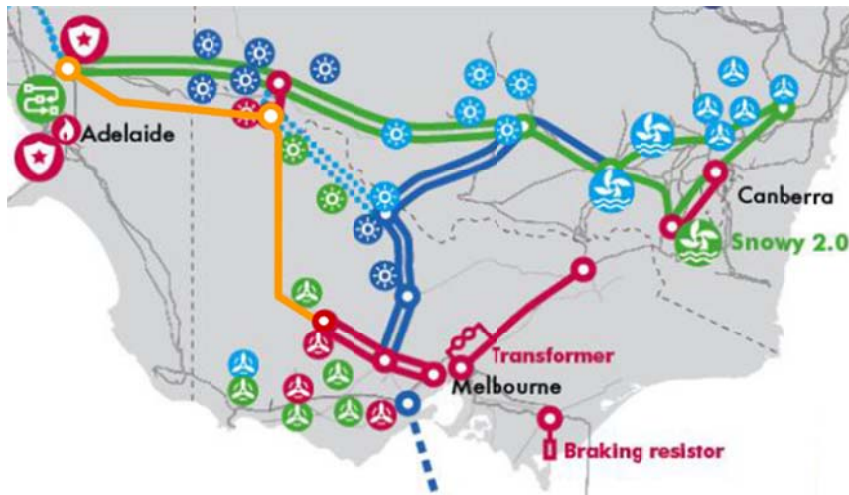 Adelaide
Canberra
Snowy 2.0
Transformer
Melbourne
Braking resistor